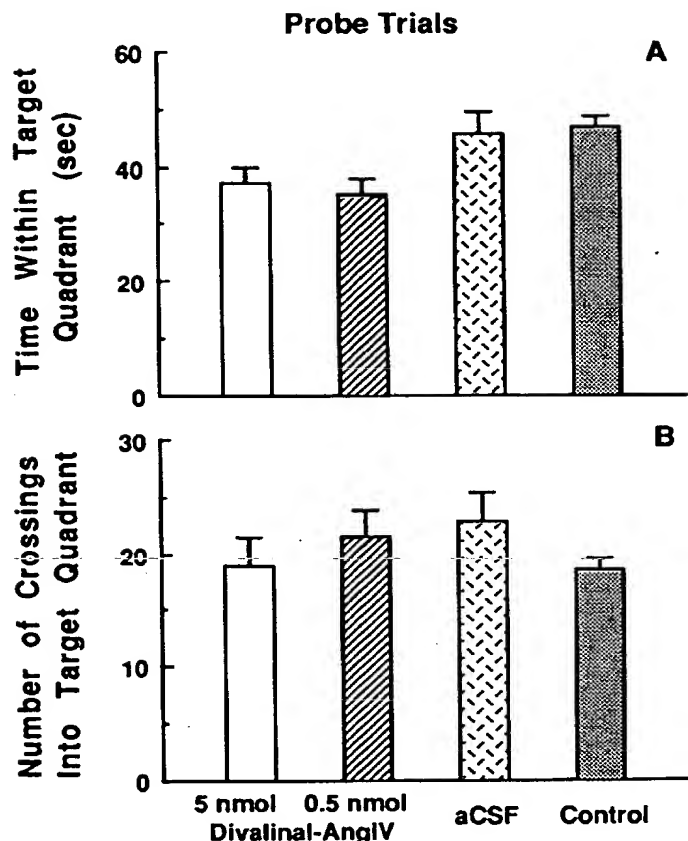 Probe Trials
A
Time Within Target
Quadrant (sec)
60
40
20
0
B
Number of Crossings
Into Target Quadrant
30
20
10
0
5 nmol 0.5 nmol aCSF Control
Divalinal-AngIV